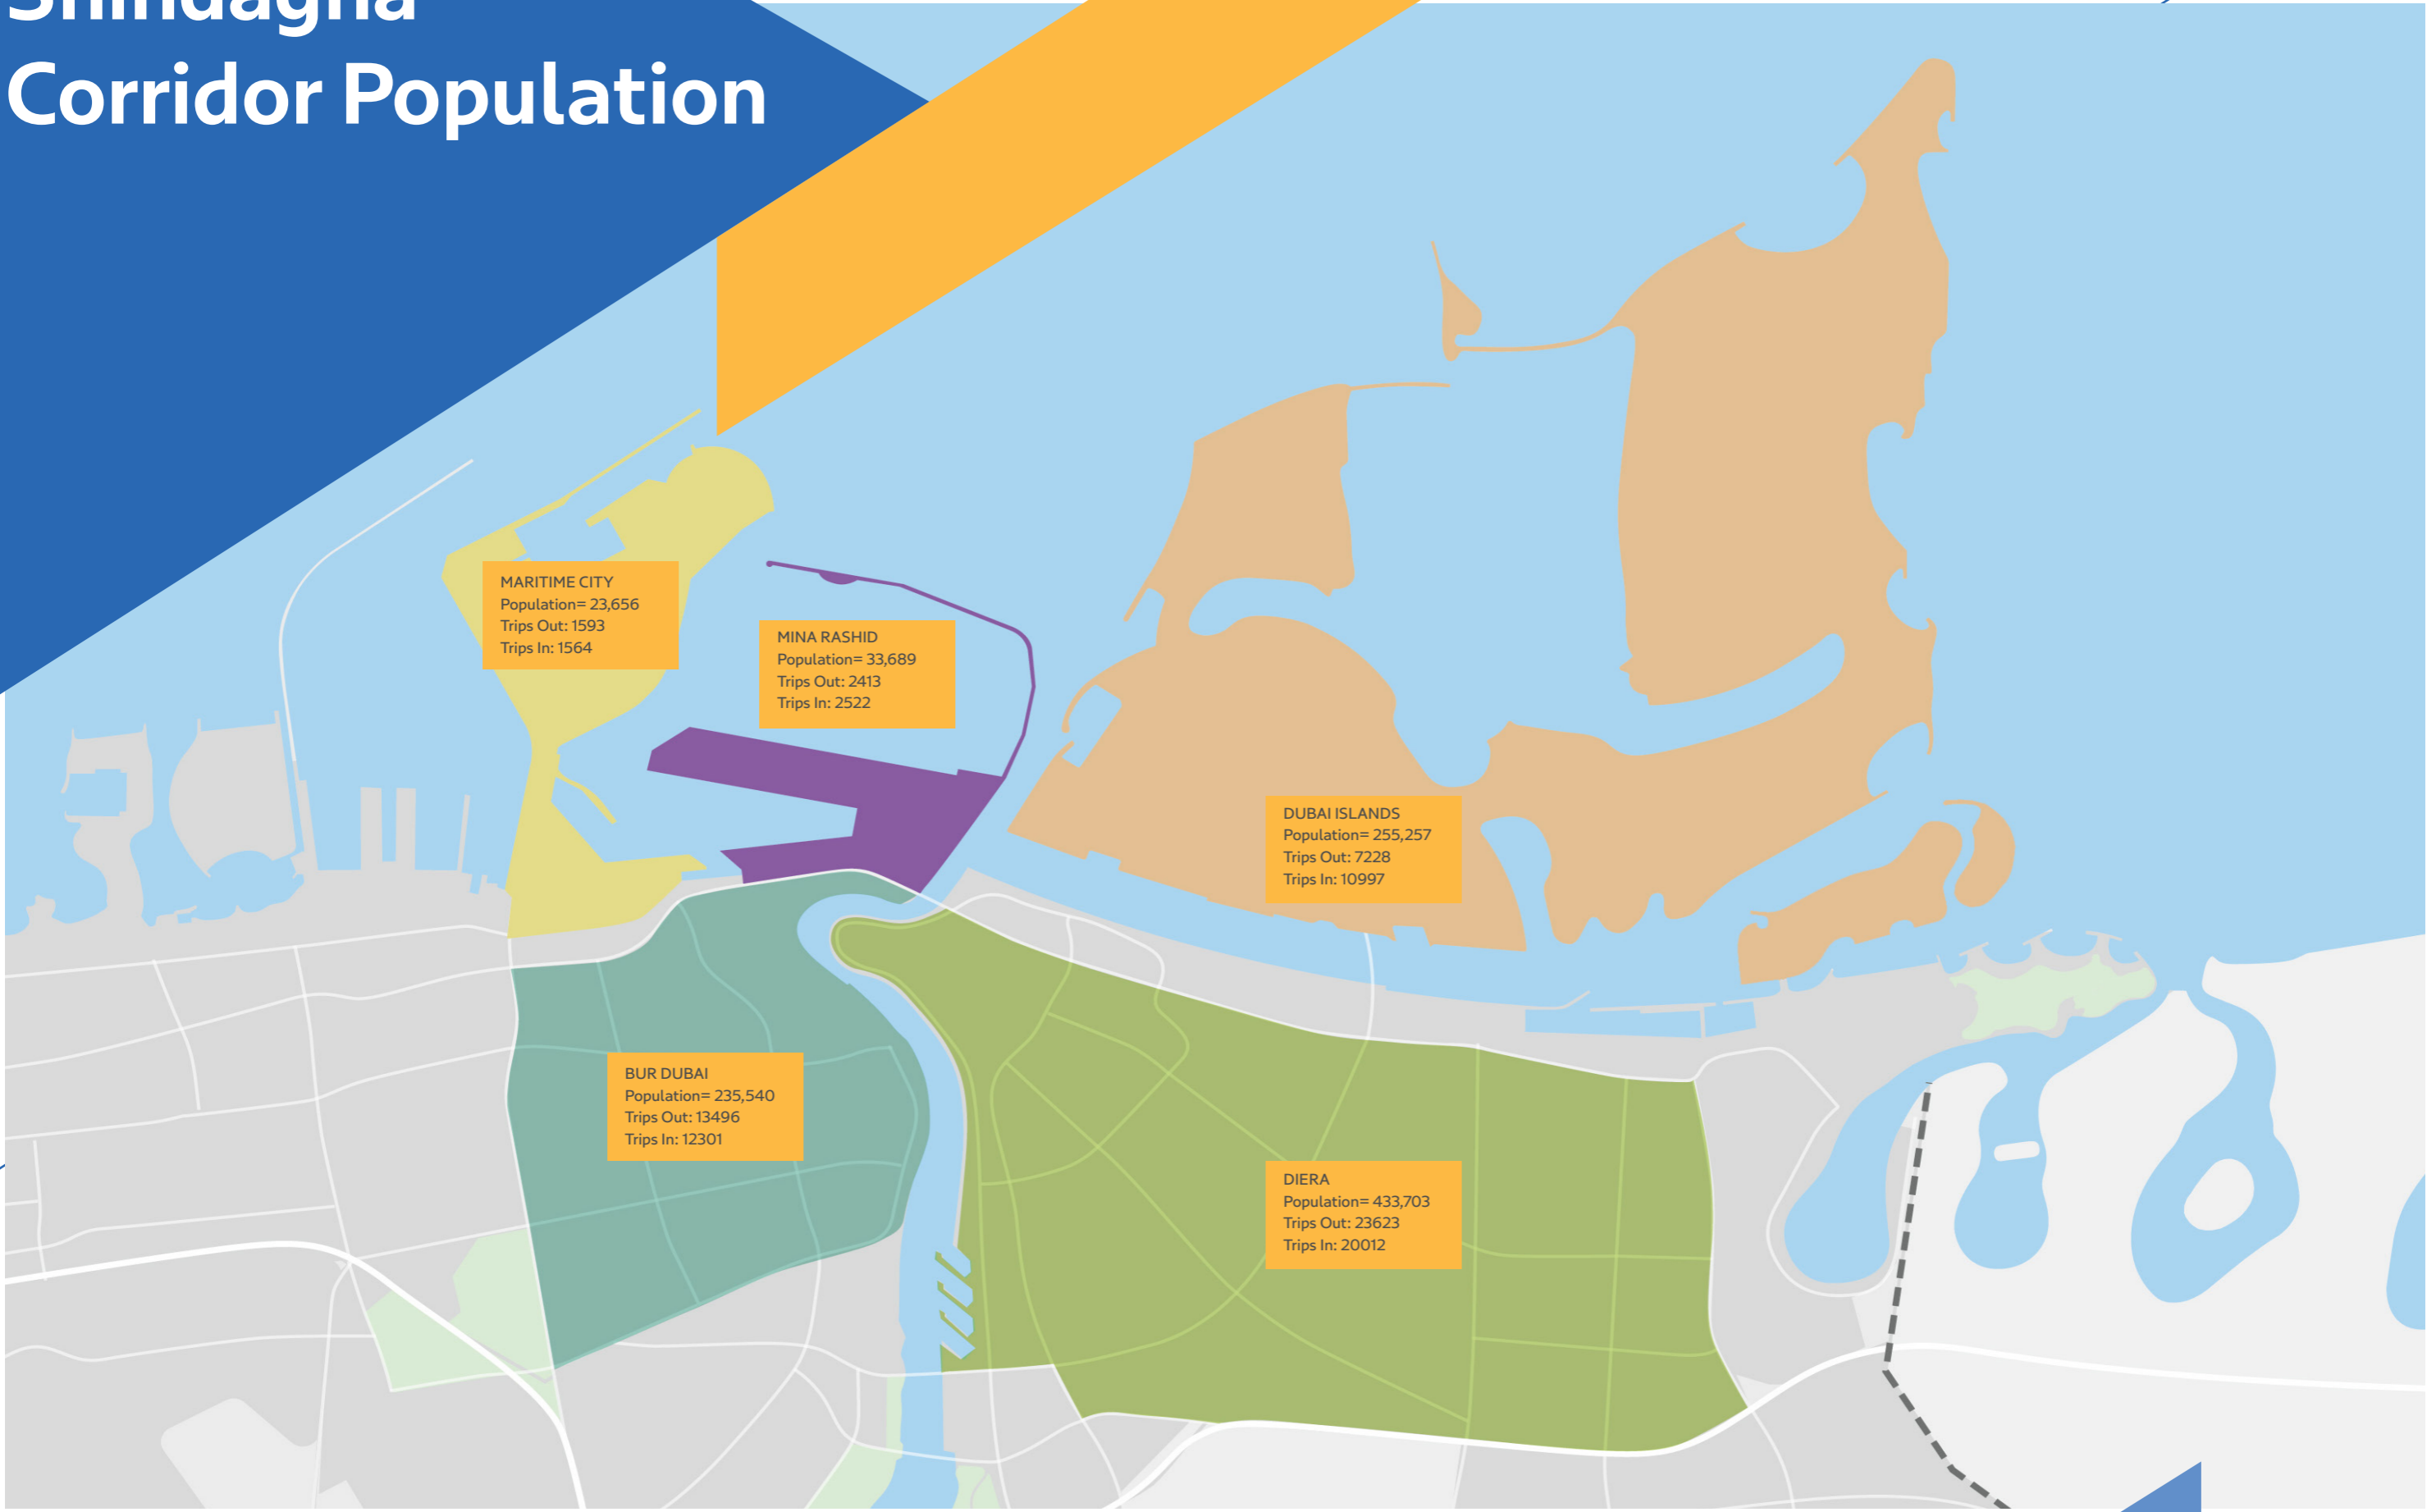 Shindagha
Corridor Population
MARITIME CITY
Population= 23,656
Trips Out: 1593
Trips In: 1564
MINA RASHID
Population= 33,689
Trips Out: 2413
Trips In: 2522
DUBAI ISLANDS
Population= 255,257
Trips Out: 7228
Trips In: 10997
BUR DUBAI
Population= 235,540
Trips Out: 13496
Trips In: 12301
DIERA
Population= 433,703
Trips Out: 23623
Trips In: 20012